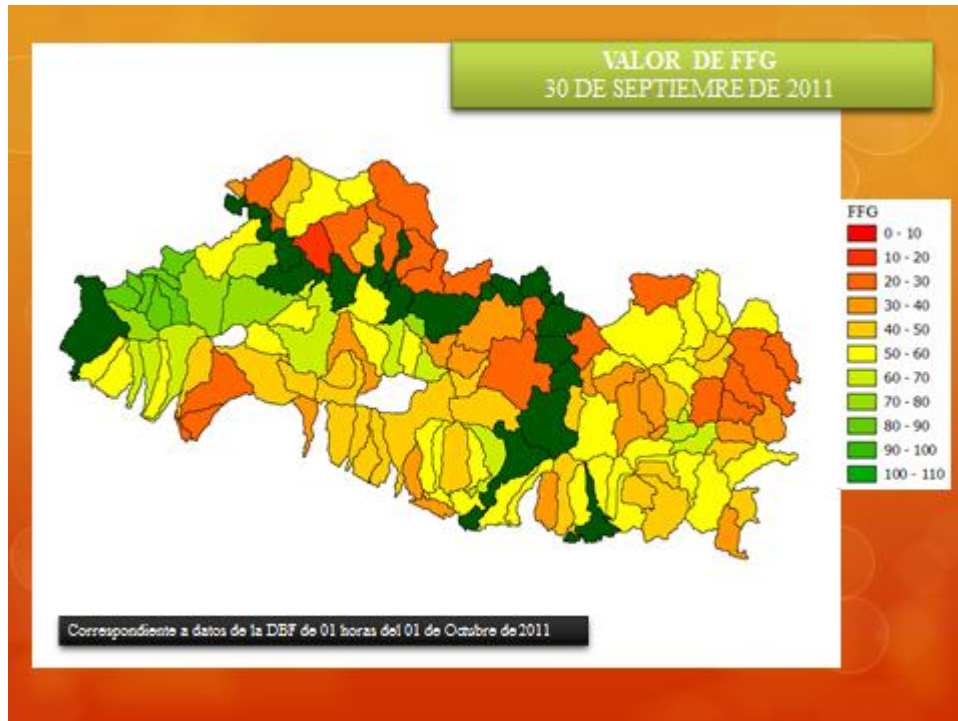 VALOR DE FFG
30 DE SEPTIEMRE DE 2011
FFG
0 - 10
10 - 20
20 - 30
30 - 40
40 - 50
50 - 60
60 - 70
70 - 80
80 - 90
90 - 100
100 - 110
Correspondiente a datos de la DBF de 01 horas del 01 de Octubre de 2011